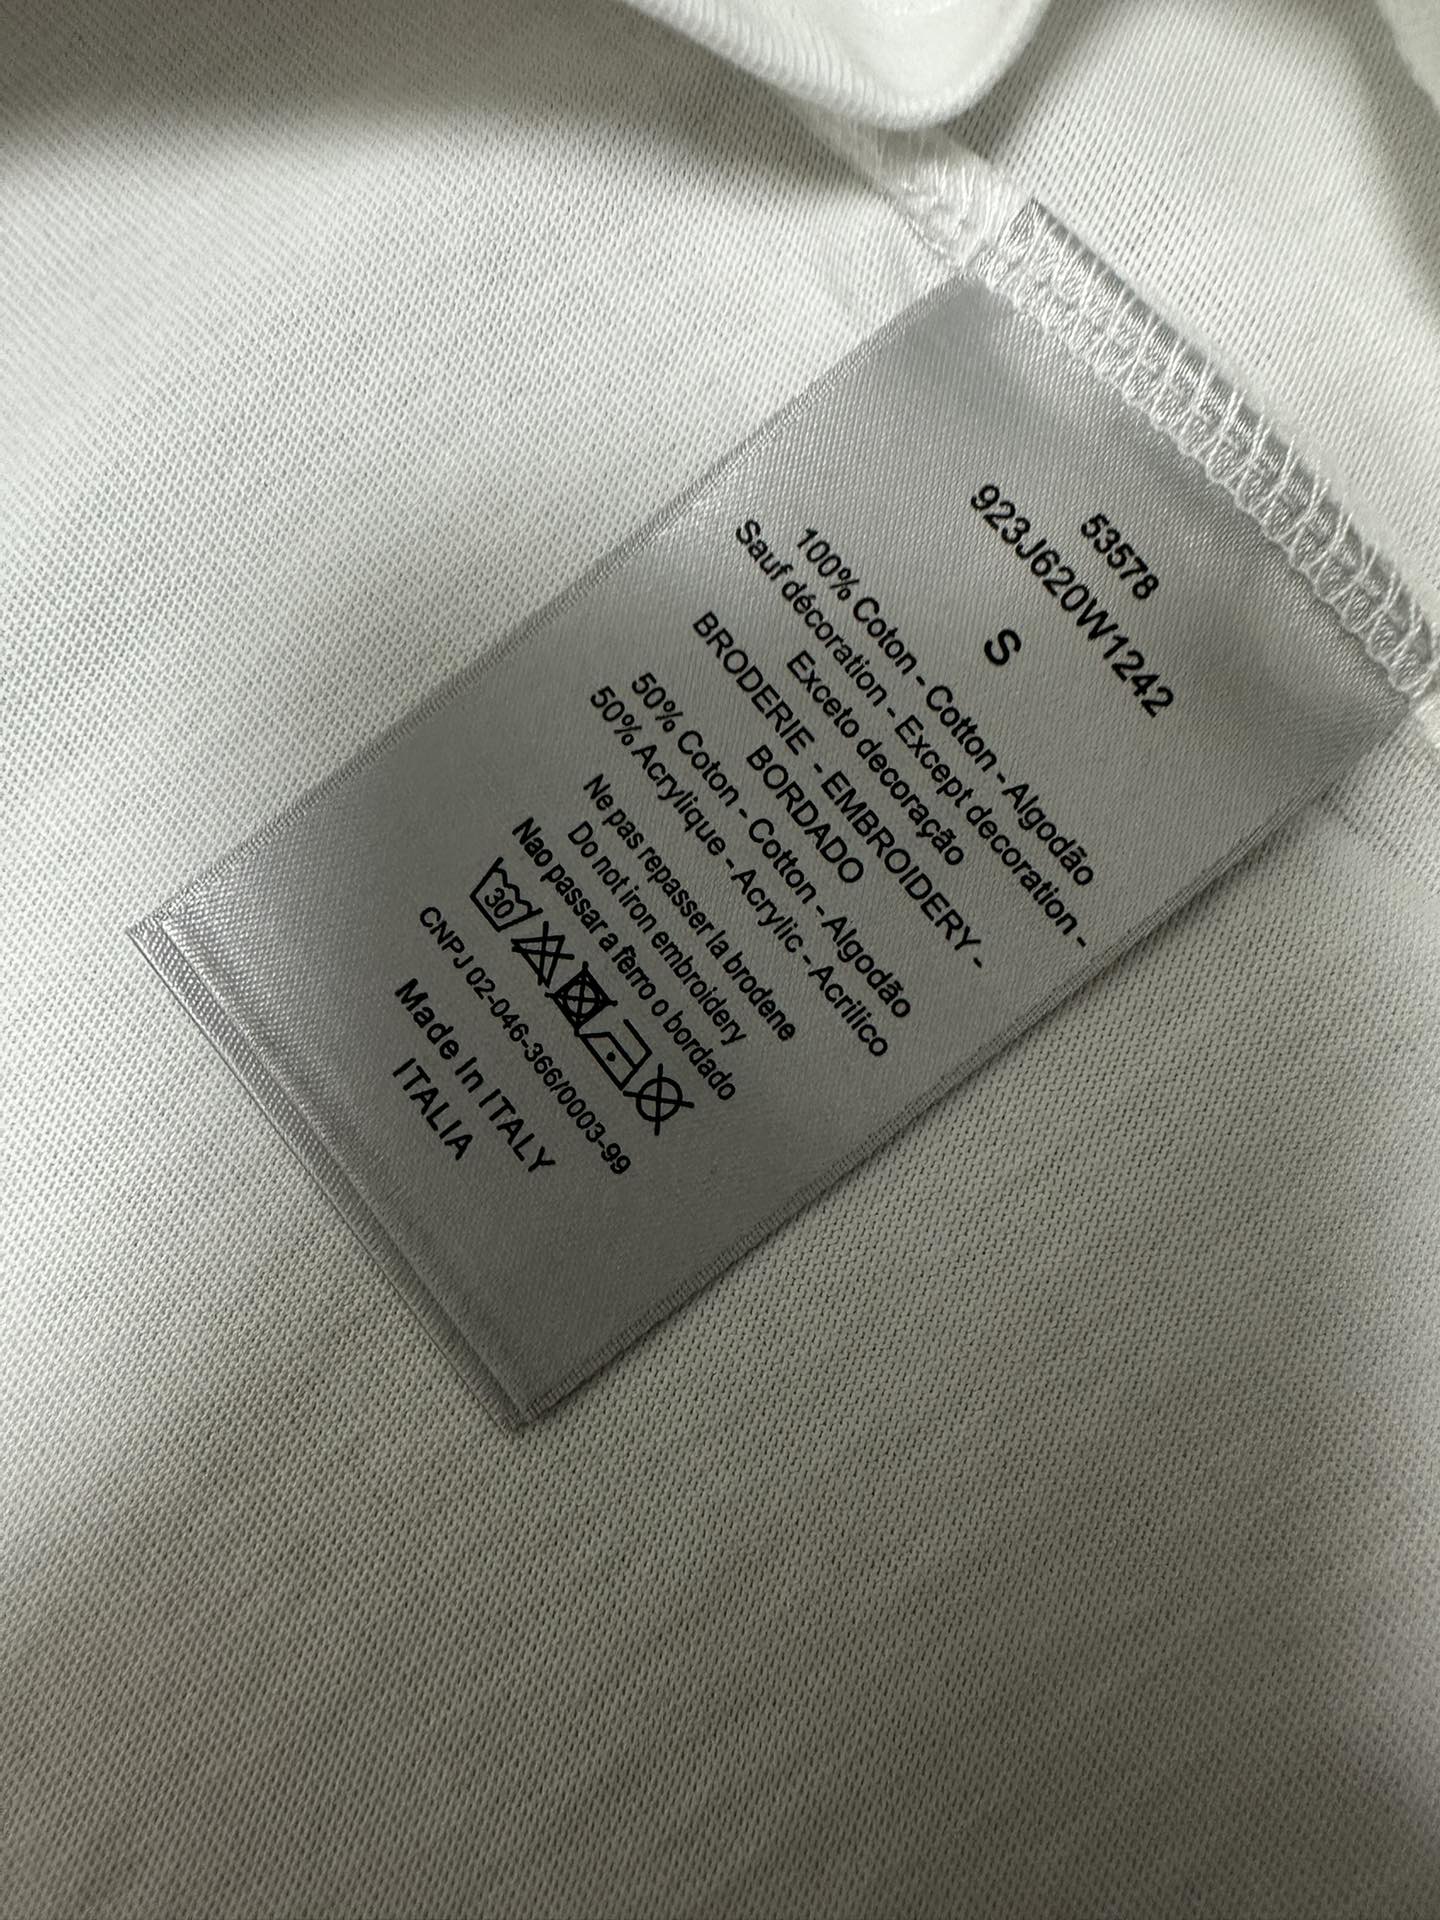 53578
923J620W1242
S
100% Coton - Cotton - Algodão
Sauf décoration - Except decoration -
Exceto decoração
BRODERIE - EMBROIDERY -
BORDADO
50% Coton - Cotton - Algodão
50% Acrylique - Acrylic - Acrilico
Ne pas repasser la brodene
Do not iron embroidery
Nao passar a ferro o bordado
30
CNPJ 02-046-366/0003-99
Made In ITALY
ITALIA